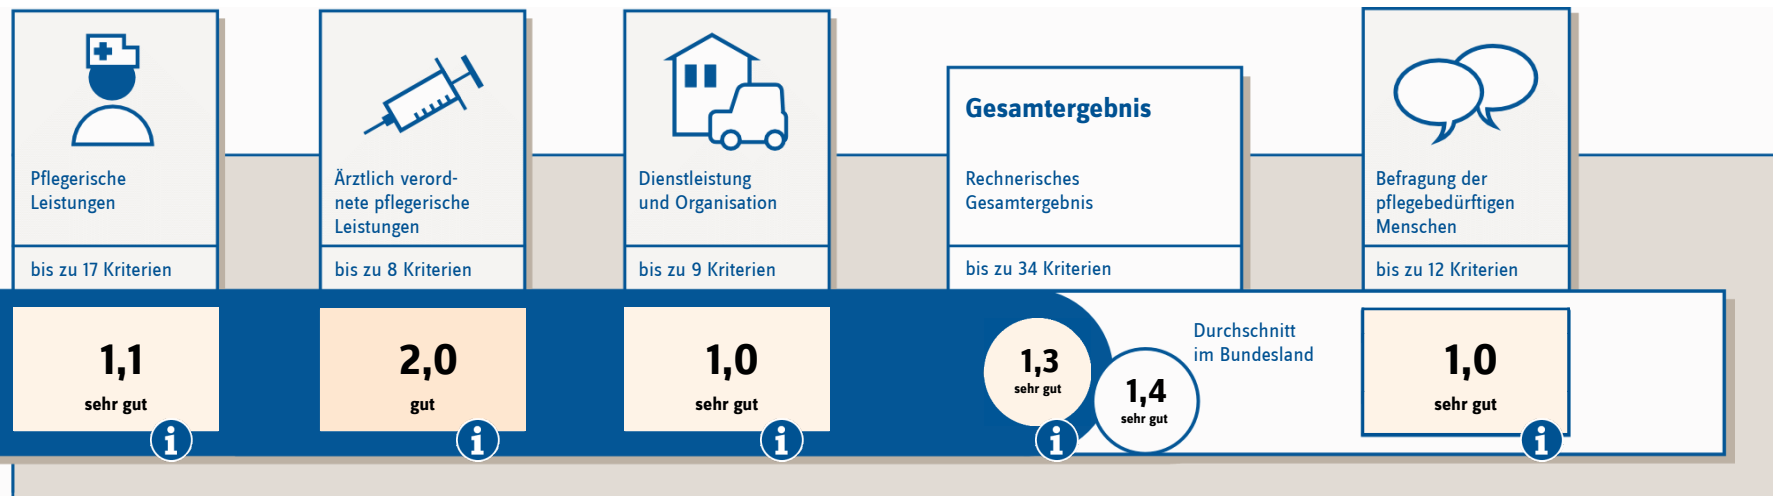 Pflegerische
Leistungen
bis zu 17 Kriterien
1,1
sehr gut
i
Ärztlich verord-
nete pflegerische
Leistungen
bis zu 8 Kriterien
2,0
gut
i
Dienstleistung
und Organisation
bis zu 9 Kriterien
1,0
sehr gut
i
Gesamtergebnis
Rechnerisches
Gesamtergebnis
bis zu 34 Kriterien
1,3
sehr gut
i
1,4
sehr gut
Durchschnitt
im Bundesland
Befragung der
pflegebedürftigen
Menschen
bis zu 12 Kriterien
1,0
sehr gut
i